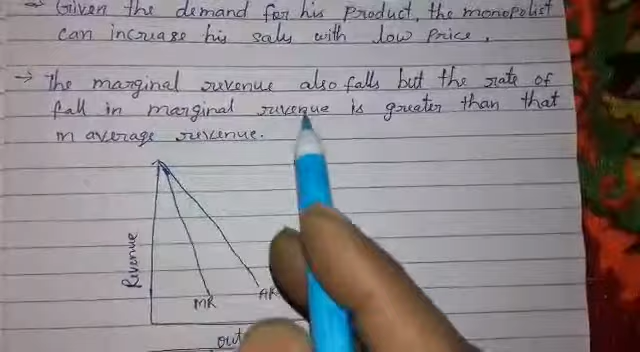 → Given the demand for his Product, the monopolist
can increase his sales with low Price.
→ The marginal revenue also falls but the rate of
fall in marginal revenue is greater than that
in average revenue.
Revenue
MR
AR
out